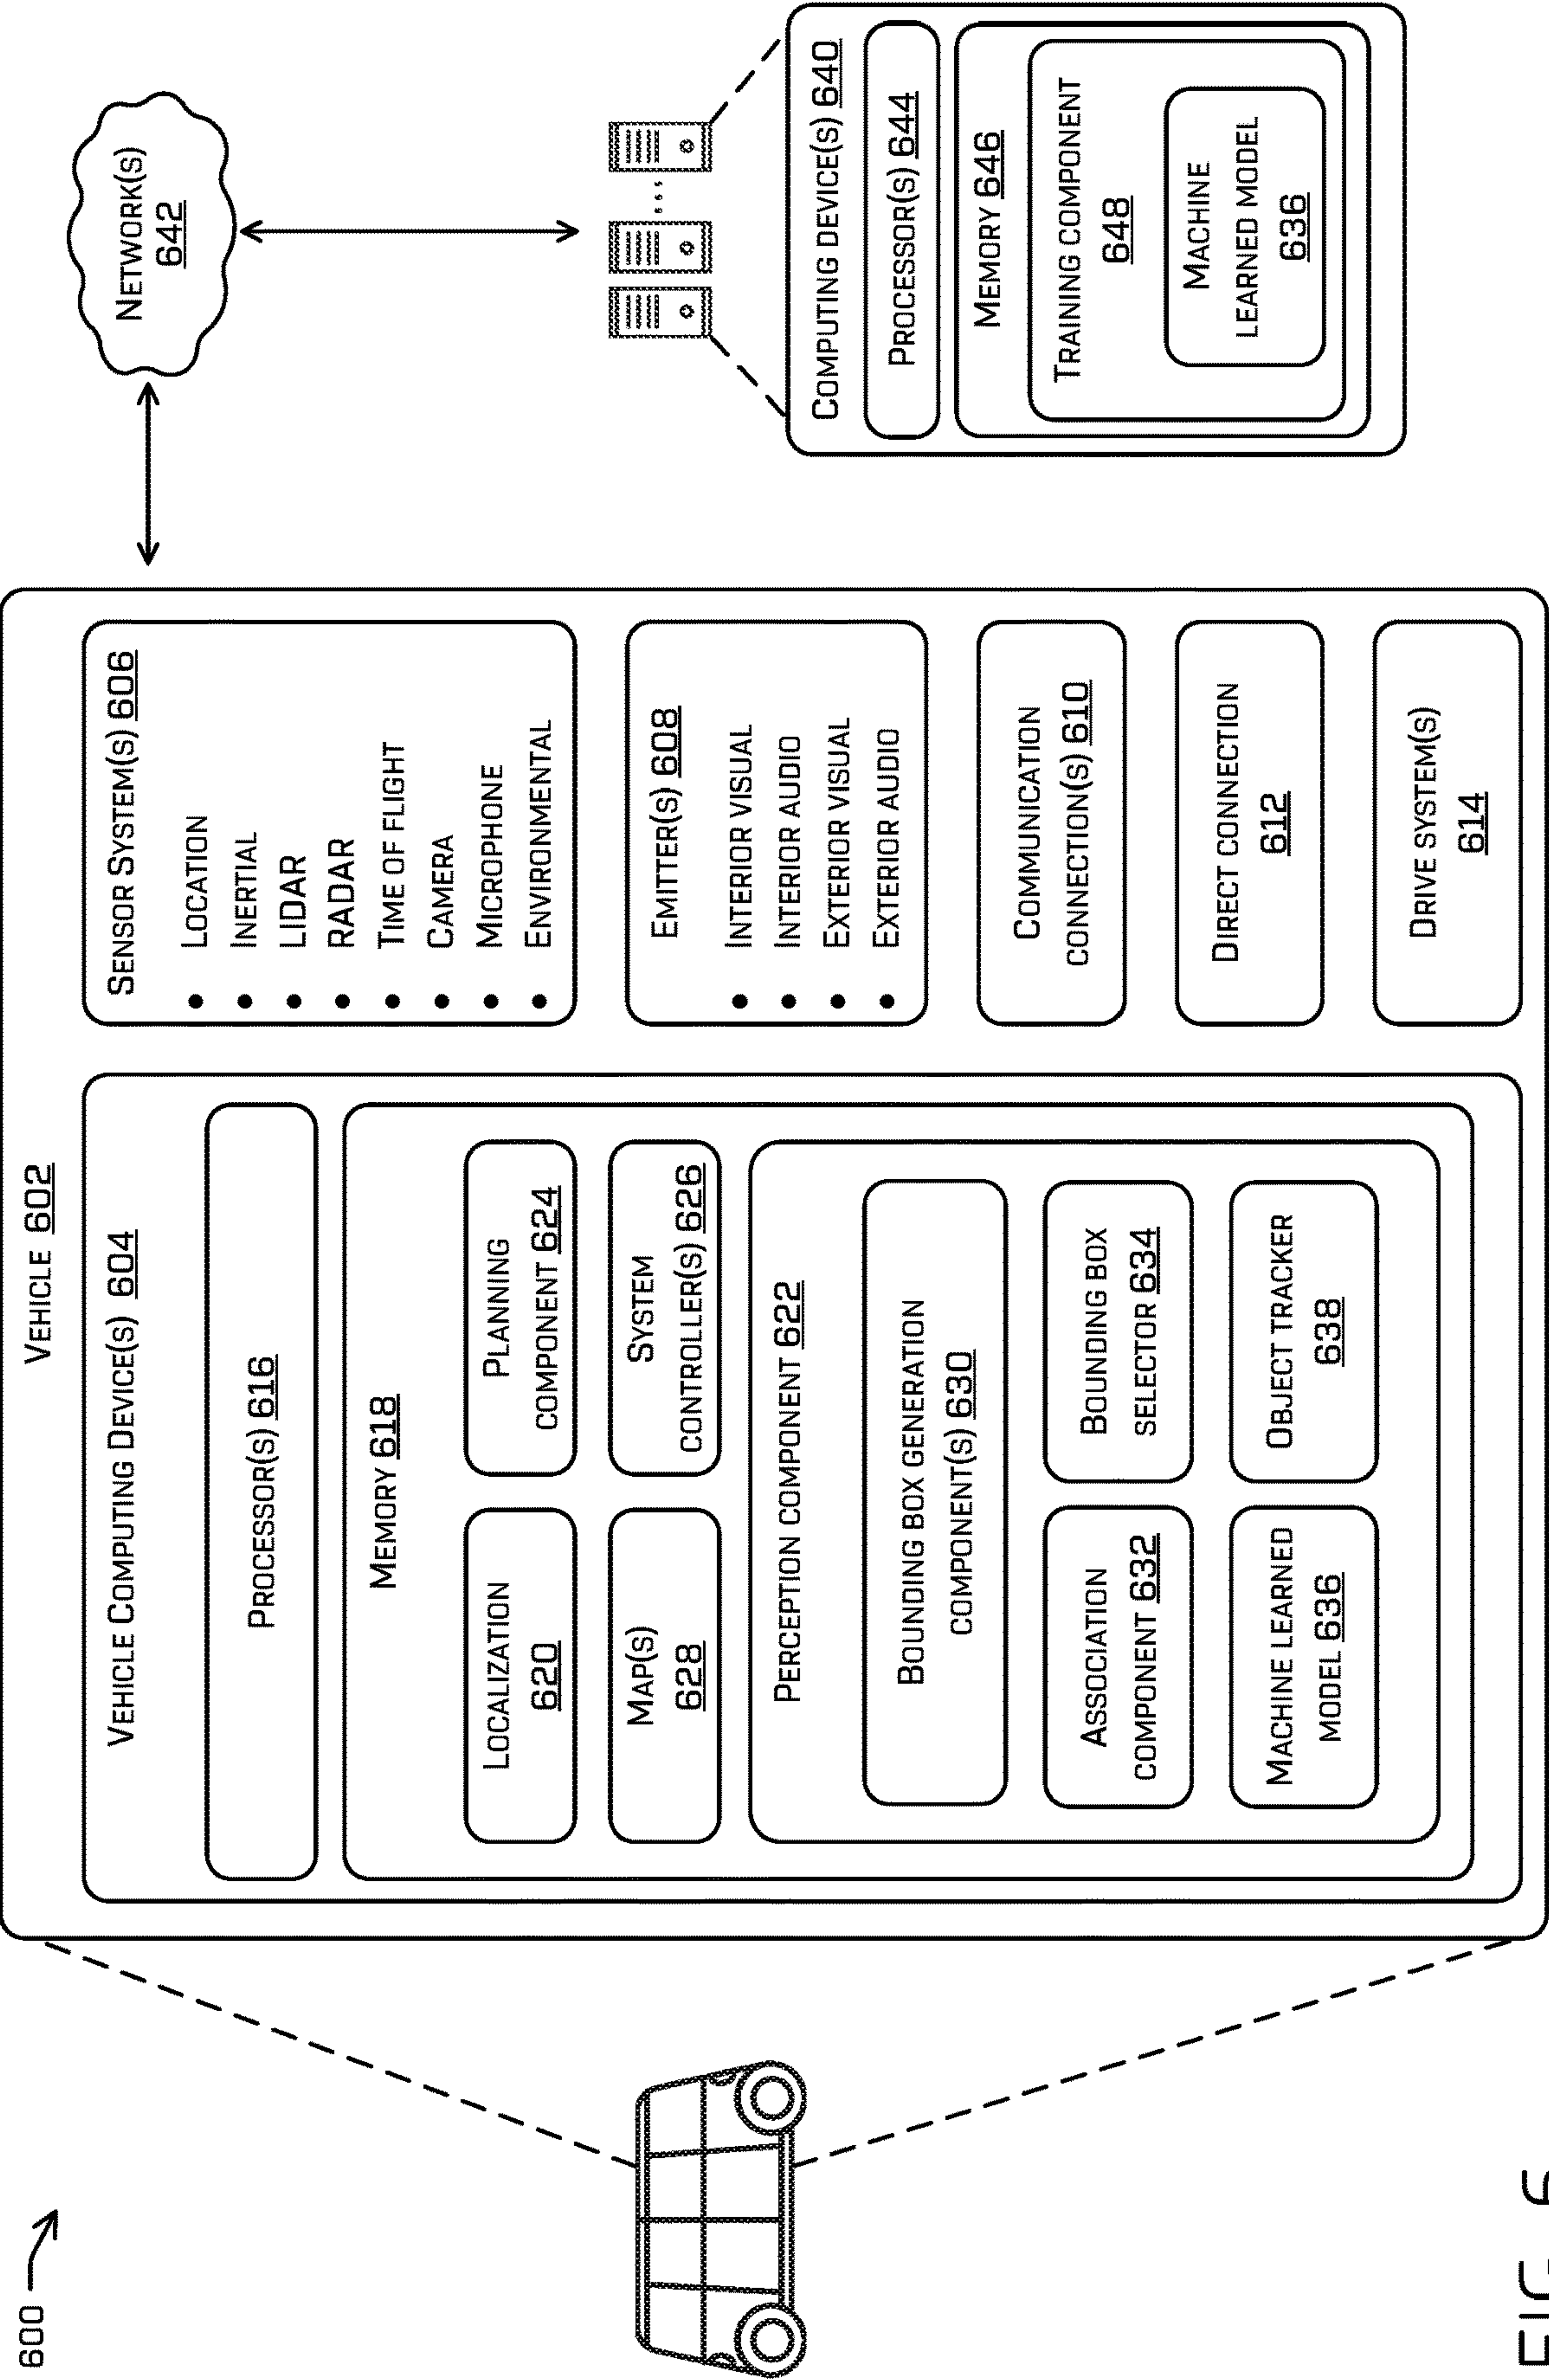 600
VEHICLE 602
VEHICLE COMPUTING DEVICE(S) 604
PROCESSOR(S) 616
MEMORY 618
LOCALIZATION
620
PLANNING
COMPONENT 624
MAP(S)
628
SYSTEM
CONTROLLER(S) 626
PERCEPTION COMPONENT 622
BOUNDING BOX GENERATION
COMPONENT(S) 630
ASSOCIATION
COMPONENT 632
BOUNDING BOX
SELECTOR 634
MACHINE LEARNED
MODEL 636
OBJECT TRACKER
638
SENSOR SYSTEM(S) 606
• LOCATION
• INERTIAL
• LIDAR
• RADAR
• TIME OF FLIGHT
• CAMERA
• MICROPHONE
• ENVIRONMENTAL
EMITTER(S) 608
• INTERIOR VISUAL
• INTERIOR AUDIO
• EXTERIOR VISUAL
• EXTERIOR AUDIO
COMMUNICATION
CONNECTION(S) 610
DIRECT CONNECTION
612
DRIVE SYSTEM(S)
614
NETWORK(S)
642
COMPUTING DEVICE(S) 640
PROCESSOR(S) 644
MEMORY 646
TRAINING COMPONENT
648
MACHINE
LEARNED MODEL
636
FIG. 6